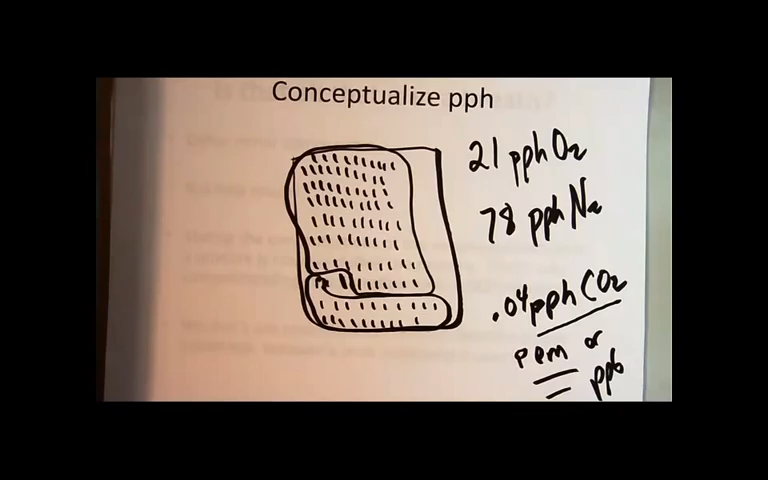 Conceptualize pph
21 pph O2
78 pph N2
.04 pph CO2
ppm or
ppb